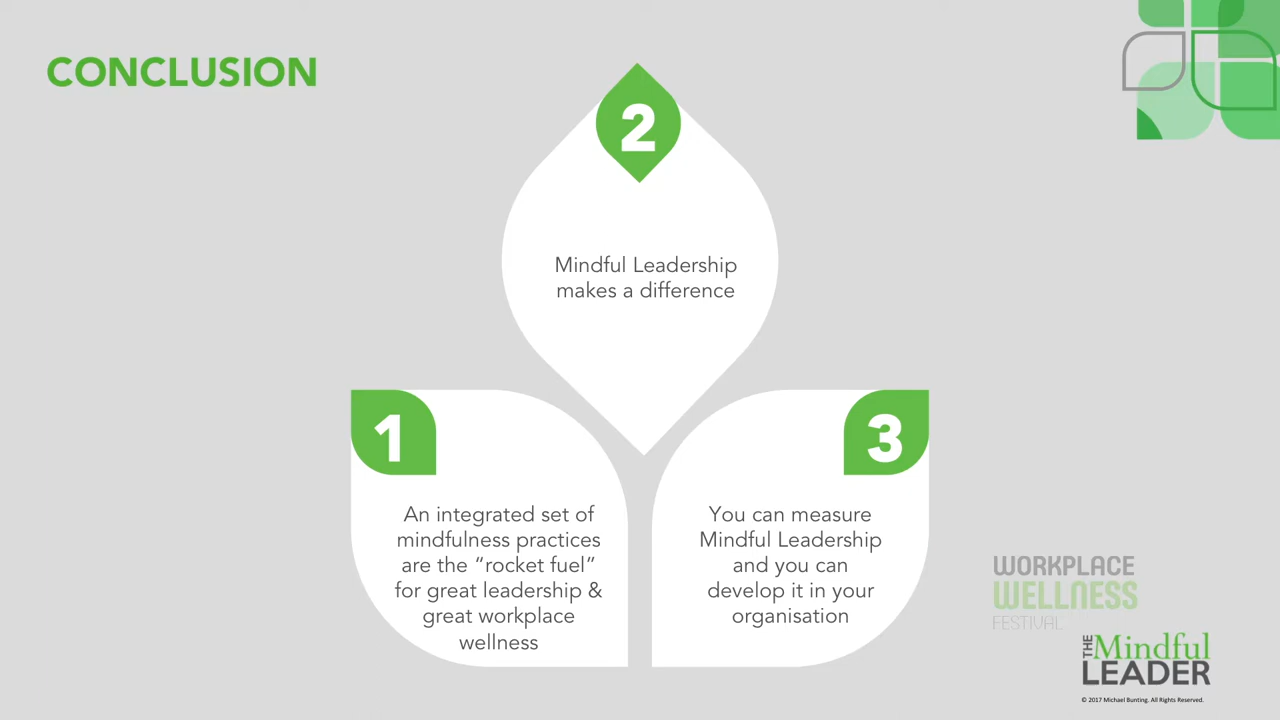 CONCLUSION
2
Mindful Leadership
makes a difference
1
An integrated set of
mindfulness practices
are the “rocket fuel”
for great leadership &
great workplace
wellness
3
You can measure
Mindful Leadership
and you can
develop it in your
organisation
WORKPLACE
WELLNESS
FESTIVAL
THE Mindful
LEADER
© 2017 Michael Bunting. All Rights Reserved.